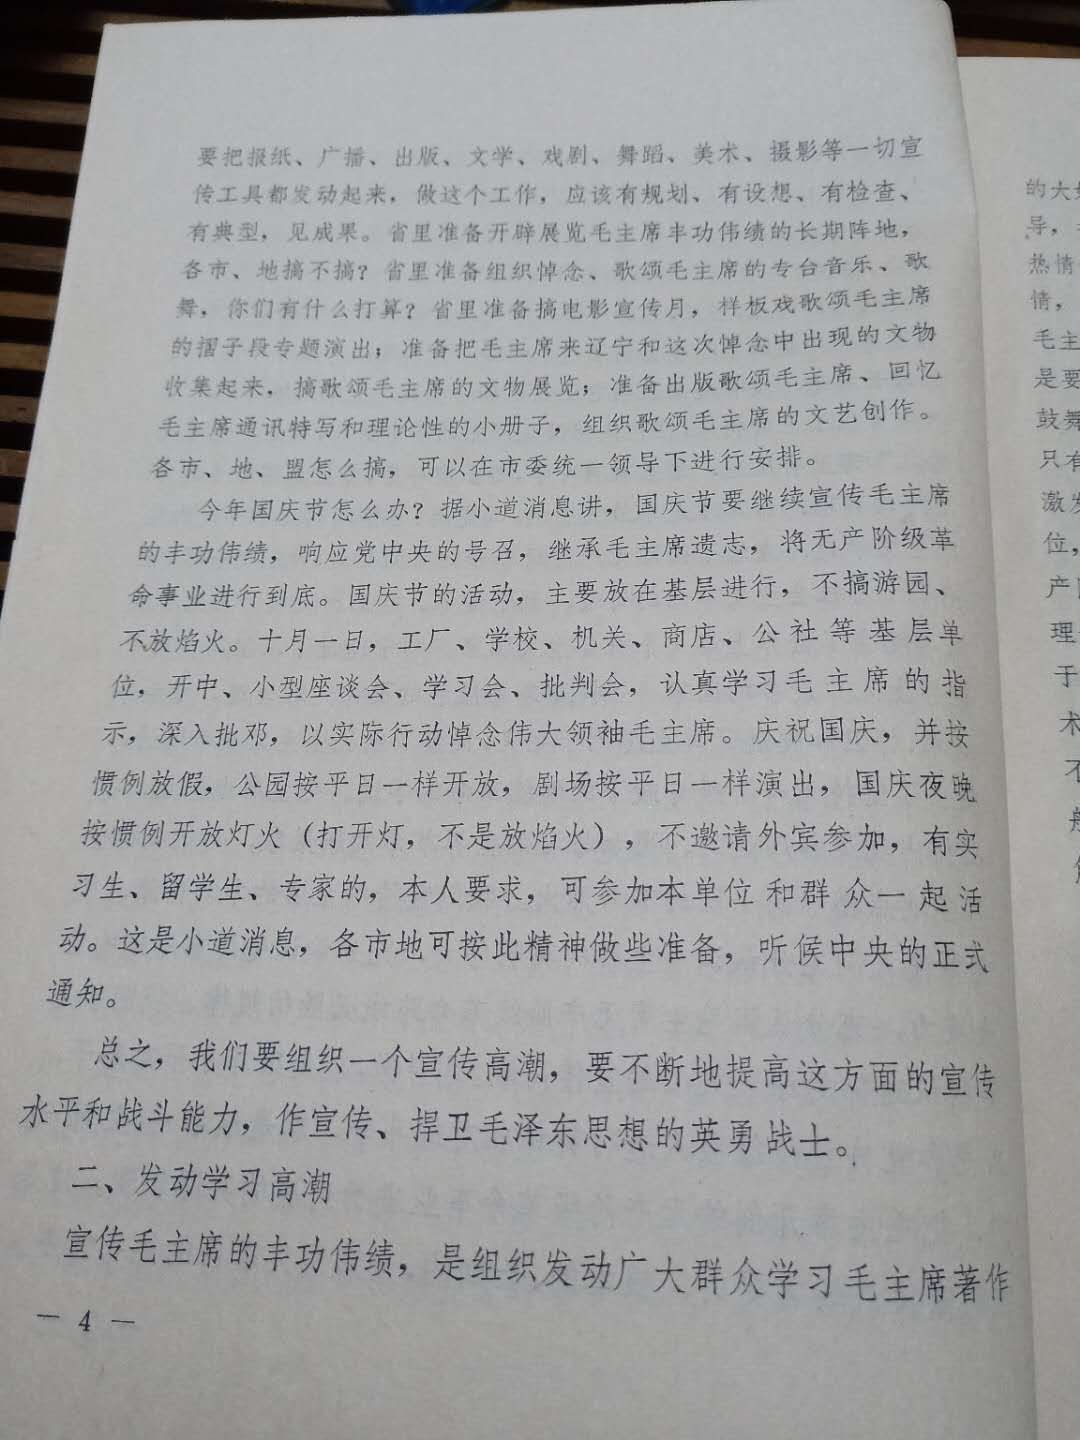 要把报纸、广播、出版、文学、戏剧、舞蹈、美术、摄影等一切宣
传工具都发动起来，做这个工作，应该有规划、有设想、有检查、
有典型，见成果。省里准备开辟展览毛主席丰功伟绩的长期阵地，
各市、地搞不搞？省里准备组织悼念、歌颂毛主席的专台音乐、歌
舞，你们有什么打算？省里准备搞电影宣传月，样板戏歌颂毛主席
的摺子段专题演出；准备把毛主席来辽宁和这次悼念中出现的文物
收集起来，搞歌颂毛主席的文物展览；准备出版歌颂毛主席、回忆
毛主席通讯特写和理论性的小册子，组织歌颂毛主席的文艺创作。
各市、地、盟怎么搞，可以在市委统一领导下进行安排。
今年国庆节怎么办？据小道消息讲，国庆节要继续宣传毛主席
的丰功伟绩，响应党中央的号召，继承毛主席遗志，将无产阶级革
命事业进行到底。国庆节的活动，主要放在基层进行，不搞游园、
不放焰火。十月一日，工厂、学校、机关、商店、公社等基层单
位，开中、小型座谈会、学习会、批判会，认真学习毛主席的指
示，深入批邓，以实际行动悼念伟大领袖毛主席。庆祝国庆，并按
惯例放假，公园按平日一样开放，剧场按平日一样演出，国庆夜晚
按惯例开放灯火（打开灯，不是放焰火），不邀请外宾参加，有实
习生、留学生、专家的，本人要求，可参加本单位和群众一起活
动。这是小道消息，各市地可按此精神做些准备，听候中央的正式
通知。
总之，我们要组织一个宣传高潮，要不断地提高这方面的宣传
水平和战斗能力，作宣传、捍卫毛泽东思想的英勇战士。
二、发动学习高潮
宣传毛主席的丰功伟绩，是组织发动广大群众学习毛主席著作
— 4 —
的大
导，
热情
情，
毛主
是要
鼓舞
只有
激发
位，
产
理
于
术
不